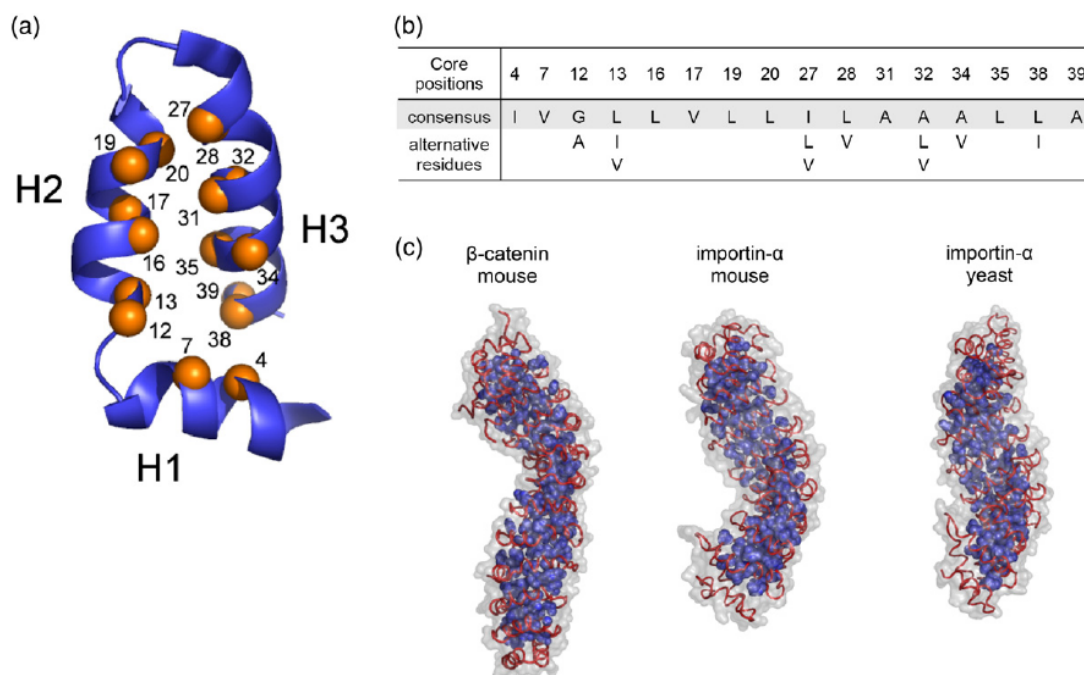 (a)
27
19
28
32
20
H2
17
31
H3
16
35
34
13
39
12
38
7
4
H1
(b)
Core positions 4 7 12 13 16 17 19 20 27 28 31 32 34 35 38 39
consensus I V G L L V L L I L A A A L L A
alternative residues A I L V L V I
V V V
(c)
β-catenin
mouse
importin-α
mouse
importin-α
yeast